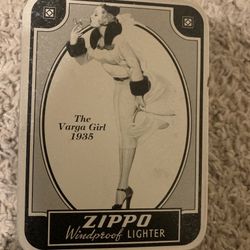 The
Varga Girl
1935
ZIPPO
Windproof LIGHTER